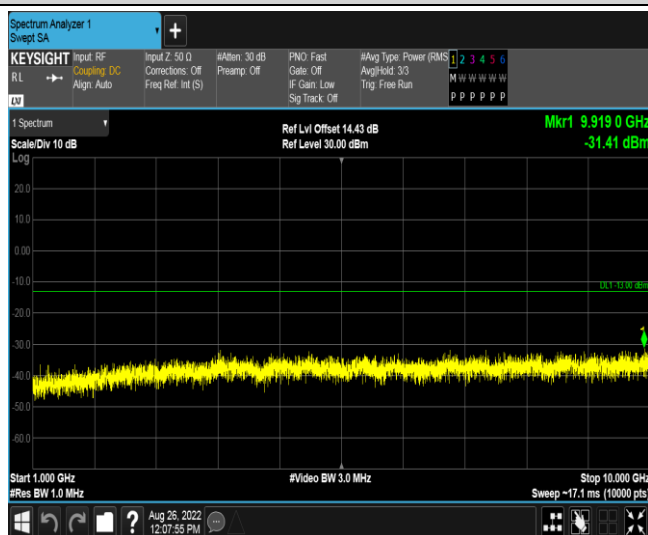 Spectrum Analyzer 1
Swept SA
+
KEYSIGHT
RL
LXI
Input: RF
Coupling: DC
Align: Auto
Input Z: 50 Ω
Corrections: Off
Freq Ref: Int (S)
#Atten: 30 dB
Preamp: Off
PNO: Fast
Gate: Off
IF Gain: Low
Sig Track: Off
#Avg Type: Power (RMS
Avg|Hold: 3/3
Trig: Free Run
1 2 3 4 5 6
M W W W W W
P P P P P P
1 Spectrum
Scale/Div 10 dB
Ref Lvl Offset 14.43 dB
Ref Level 30.00 dBm
Mkr1 9.919 0 GHz
-31.41 dBm
Log
20.0
10.0
0.00
-10.0
DL1 -13.00 dBm
-20.0
-30.0
-40.0
-50.0
-60.0
Start 1.000 GHz
#Video BW 3.0 MHz
Stop 10.000 GHz
#Res BW 1.0 MHz
Sweep ~17.1 ms (10000 pts)
?
Aug 26, 2022
12:07:55 PM